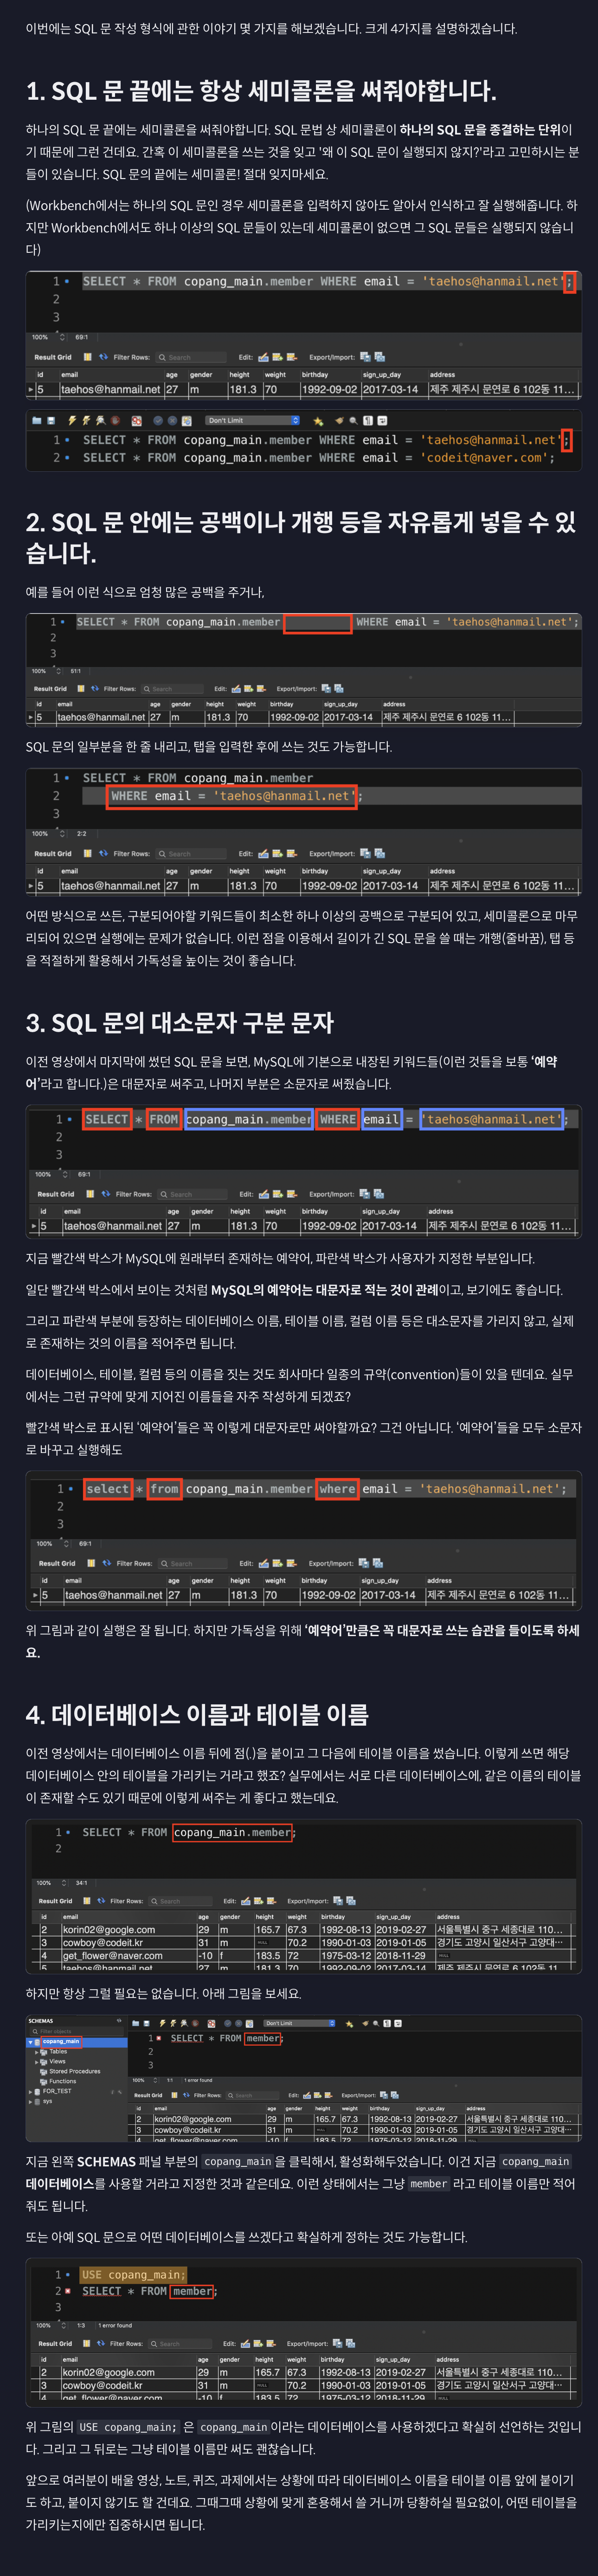 이번에는 SQL 문 작성 형식에 관한 이야기 몇 가지를 해보겠습니다. 크게 4가지를 설명하겠습니다.
1. SQL 문 끝에는 항상 세미콜론을 써줘야합니다.
하나의 SQL 문 끝에는 세미콜론을 써줘야합니다. SQL 문법 상 세미콜론이 하나의 SQL 문을 종결하는 단위이
기 때문에 그런 건데요. 간혹 이 세미콜론을 쓰는 것을 잊고 '왜 이 SQL 문이 실행되지 않지?'라고 고민하시는 분
들이 있습니다. SQL 문의 끝에는 세미콜론! 절대 잊지마세요.
(Workbench에서는 하나의 SQL 문인 경우 세미콜론을 입력하지 않아도 알아서 인식하고 잘 실행해줍니다. 하
지만 Workbench에서도 하나 이상의 SQL 문들이 있는데 세미콜론이 없으면 그 SQL 문들은 실행되지 않습니
다)
1 SELECT * FROM copang_main.member WHERE email = 'taehos@hanmail.net';
2
3
100% 69:1
Result Grid Filter Rows: Search Edit: Export/Import:
id email age gender height weight birthday sign_up_day address
5 taehos@hanmail.net 27 m 181.3 70 1992-09-02 2017-03-14 제주 제주시 문연로 6 102동 11...
Don't Limit
1 SELECT * FROM copang_main.member WHERE email = 'taehos@hanmail.net';
2 SELECT * FROM copang_main.member WHERE email = 'codeit@naver.com';
2. SQL 문 안에는 공백이나 개행 등을 자유롭게 넣을 수 있
습니다.
예를 들어 이런 식으로 엄청 많은 공백을 주거나,
1 SELECT * FROM copang_main.member WHERE email = 'taehos@hanmail.net';
2
3
100% 51:1
Result Grid Filter Rows: Search Edit: Export/Import:
id email age gender height weight birthday sign_up_day address
5 taehos@hanmail.net 27 m 181.3 70 1992-09-02 2017-03-14 제주 제주시 문연로 6 102동 11...
SQL 문의 일부분을 한 줄 내리고, 탭을 입력한 후에 쓰는 것도 가능합니다.
1 SELECT * FROM copang_main.member
2 WHERE email = 'taehos@hanmail.net';
3
100% 2:2
Result Grid Filter Rows: Search Edit: Export/Import:
id email age gender height weight birthday sign_up_day address
5 taehos@hanmail.net 27 m 181.3 70 1992-09-02 2017-03-14 제주 제주시 문연로 6 102동 11...
어떤 방식으로 쓰든, 구분되어야할 키워드들이 최소한 하나 이상의 공백으로 구분되어 있고, 세미콜론으로 마무
리되어 있으면 실행에는 문제가 없습니다. 이런 점을 이용해서 길이가 긴 SQL 문을 쓸 때는 개행(줄바꿈), 탭 등
을 적절하게 활용해서 가독성을 높이는 것이 좋습니다.
3. SQL 문의 대소문자 구분 문자
이전 영상에서 마지막에 썼던 SQL 문을 보면, MySQL에 기본으로 내장된 키워드들(이런 것들을 보통 ‘예약
어’라고 합니다.)은 대문자로 써주고, 나머지 부분은 소문자로 써줬습니다.
1 SELECT * FROM copang_main.member WHERE email = 'taehos@hanmail.net';
2
3
100% 69:1
Result Grid Filter Rows: Search Edit: Export/Import:
id email age gender height weight birthday sign_up_day address
5 taehos@hanmail.net 27 m 181.3 70 1992-09-02 2017-03-14 제주 제주시 문연로 6 102동 11...
지금 빨간색 박스가 MySQL에 원래부터 존재하는 예약어, 파란색 박스가 사용자가 지정한 부분입니다.
일단 빨간색 박스에서 보이는 것처럼 MySQL의 예약어는 대문자로 적는 것이 관례이고, 보기에도 좋습니다.
그리고 파란색 부분에 등장하는 데이터베이스 이름, 테이블 이름, 컬럼 이름 등은 대소문자를 가리지 않고, 실제
로 존재하는 것의 이름을 적어주면 됩니다.
데이터베이스, 테이블, 컬럼 등의 이름을 짓는 것도 회사마다 일종의 규약(convention)들이 있을 텐데요. 실무
에서는 그런 규약에 맞게 지어진 이름들을 자주 작성하게 되겠죠?
빨간색 박스로 표시된 ‘예약어’들은 꼭 이렇게 대문자로만 써야할까요? 그건 아닙니다. ‘예약어’들을 모두 소문자
로 바꾸고 실행해도
1 select * from copang_main.member where email = 'taehos@hanmail.net';
2
3
100% 69:1
Result Grid Filter Rows: Search Edit: Export/Import:
id email age gender height weight birthday sign_up_day address
5 taehos@hanmail.net 27 m 181.3 70 1992-09-02 2017-03-14 제주 제주시 문연로 6 102동 11...
위 그림과 같이 실행은 잘 됩니다. 하지만 가독성을 위해 ‘예약어’만큼은 꼭 대문자로 쓰는 습관을 들이도록 하세
요.
4. 데이터베이스 이름과 테이블 이름
이전 영상에서는 데이터베이스 이름 뒤에 점(.)을 붙이고 그 다음에 테이블 이름을 썼습니다. 이렇게 쓰면 해당
데이터베이스 안의 테이블을 가리키는 거라고 했죠? 실무에서는 서로 다른 데이터베이스에, 같은 이름의 테이블
이 존재할 수도 있기 때문에 이렇게 써주는 게 좋다고 했는데요.
1 SELECT * FROM copang_main.member;
2
100% 34:1
Result Grid Filter Rows: Search Edit: Export/Import:
id email age gender height weight birthday sign_up_day address
2 korin02@google.com 29 m 165.7 67.3 1992-08-13 2019-02-27 서울특별시 중구 세종대로 110...
3 cowboy@codeit.kr 31 m NULL 70.2 1990-01-03 2019-01-05 경기도 고양시 일산서구 고양대...
4 get_flower@naver.com -10 f 183.5 72 1975-03-12 2018-11-29 NULL
5 taehos@hanmail.net 27 m 181.3 70 1992-09-02 2017-03-14 제주 제주시 문연로 6 102동 11...
하지만 항상 그럴 필요는 없습니다. 아래 그림을 보세요.
SCHEMAS Don't Limit
Filter objects
copang_main 1 SELECT * FROM member;
Tables 2
Views 3
Stored Procedures
Functions 100% 1:1 1 error found
FOR_TEST Result Grid Filter Rows: Search Edit: Export/Import:
sys id email age gender height weight birthday sign_up_day address
2 korin02@google.com 29 m 165.7 67.3 1992-08-13 2019-02-27 서울특별시 중구 세종대로 110...
3 cowboy@codeit.kr 31 m NULL 70.2 1990-01-03 2019-01-05 경기도 고양시 일산서구 고양대...
4 get_flower@naver.com -10 f 183.5 72 1975-03-12 2018-11-29 NULL
지금 왼쪽 SCHEMAS 패널 부분의 copang_main 을 클릭해서, 활성화해두었습니다. 이건 지금 copang_main
데이터베이스를 사용할 거라고 지정한 것과 같은데요. 이런 상태에서는 그냥 member 라고 테이블 이름만 적어
줘도 됩니다.
또는 아예 SQL 문으로 어떤 데이터베이스를 쓰겠다고 확실하게 정하는 것도 가능합니다.
1 USE copang_main;
2 SELECT * FROM member;
3
100% 1:3 1 error found
Result Grid Filter Rows: Search Edit: Export/Import:
id email age gender height weight birthday sign_up_day address
2 korin02@google.com 29 m 165.7 67.3 1992-08-13 2019-02-27 서울특별시 중구 세종대로 110...
3 cowboy@codeit.kr 31 m NULL 70.2 1990-01-03 2019-01-05 경기도 고양시 일산서구 고양대...
4 get_flower@naver.com -10 f 183.5 72 1975-03-12 2018-11-29 NULL
위 그림의 USE copang_main; 은 copang_main 이라는 데이터베이스를 사용하겠다고 확실히 선언하는 것입니
다. 그리고 그 뒤로는 그냥 테이블 이름만 써도 괜찮습니다.
앞으로 여러분이 배울 영상, 노트, 퀴즈, 과제에서는 상황에 따라 데이터베이스 이름을 테이블 이름 앞에 붙이기
도 하고, 붙이지 않기도 할 건데요. 그때그때 상황에 맞게 혼용해서 쓸 거니까 당황하실 필요없이, 어떤 테이블을
가리키는지에만 집중하시면 됩니다.